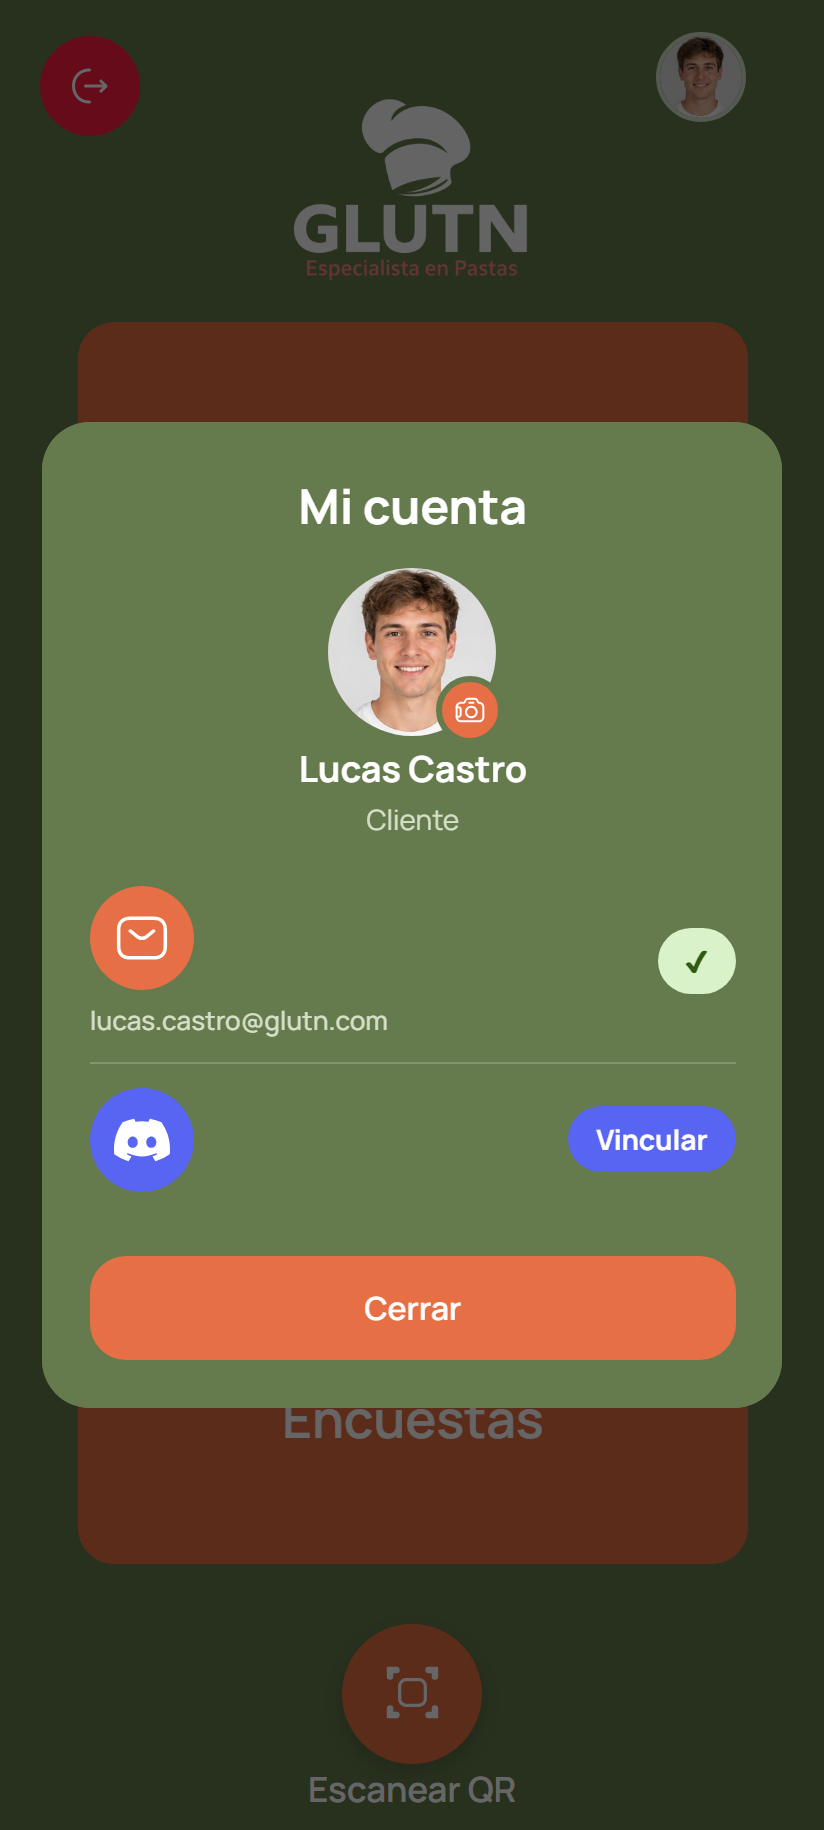 GLUTN
Especialista en Pastas
Mi cuenta
Lucas Castro
Cliente
lucas.castro@glutn.com
Vincular
Cerrar
Encuestas
Escanear QR